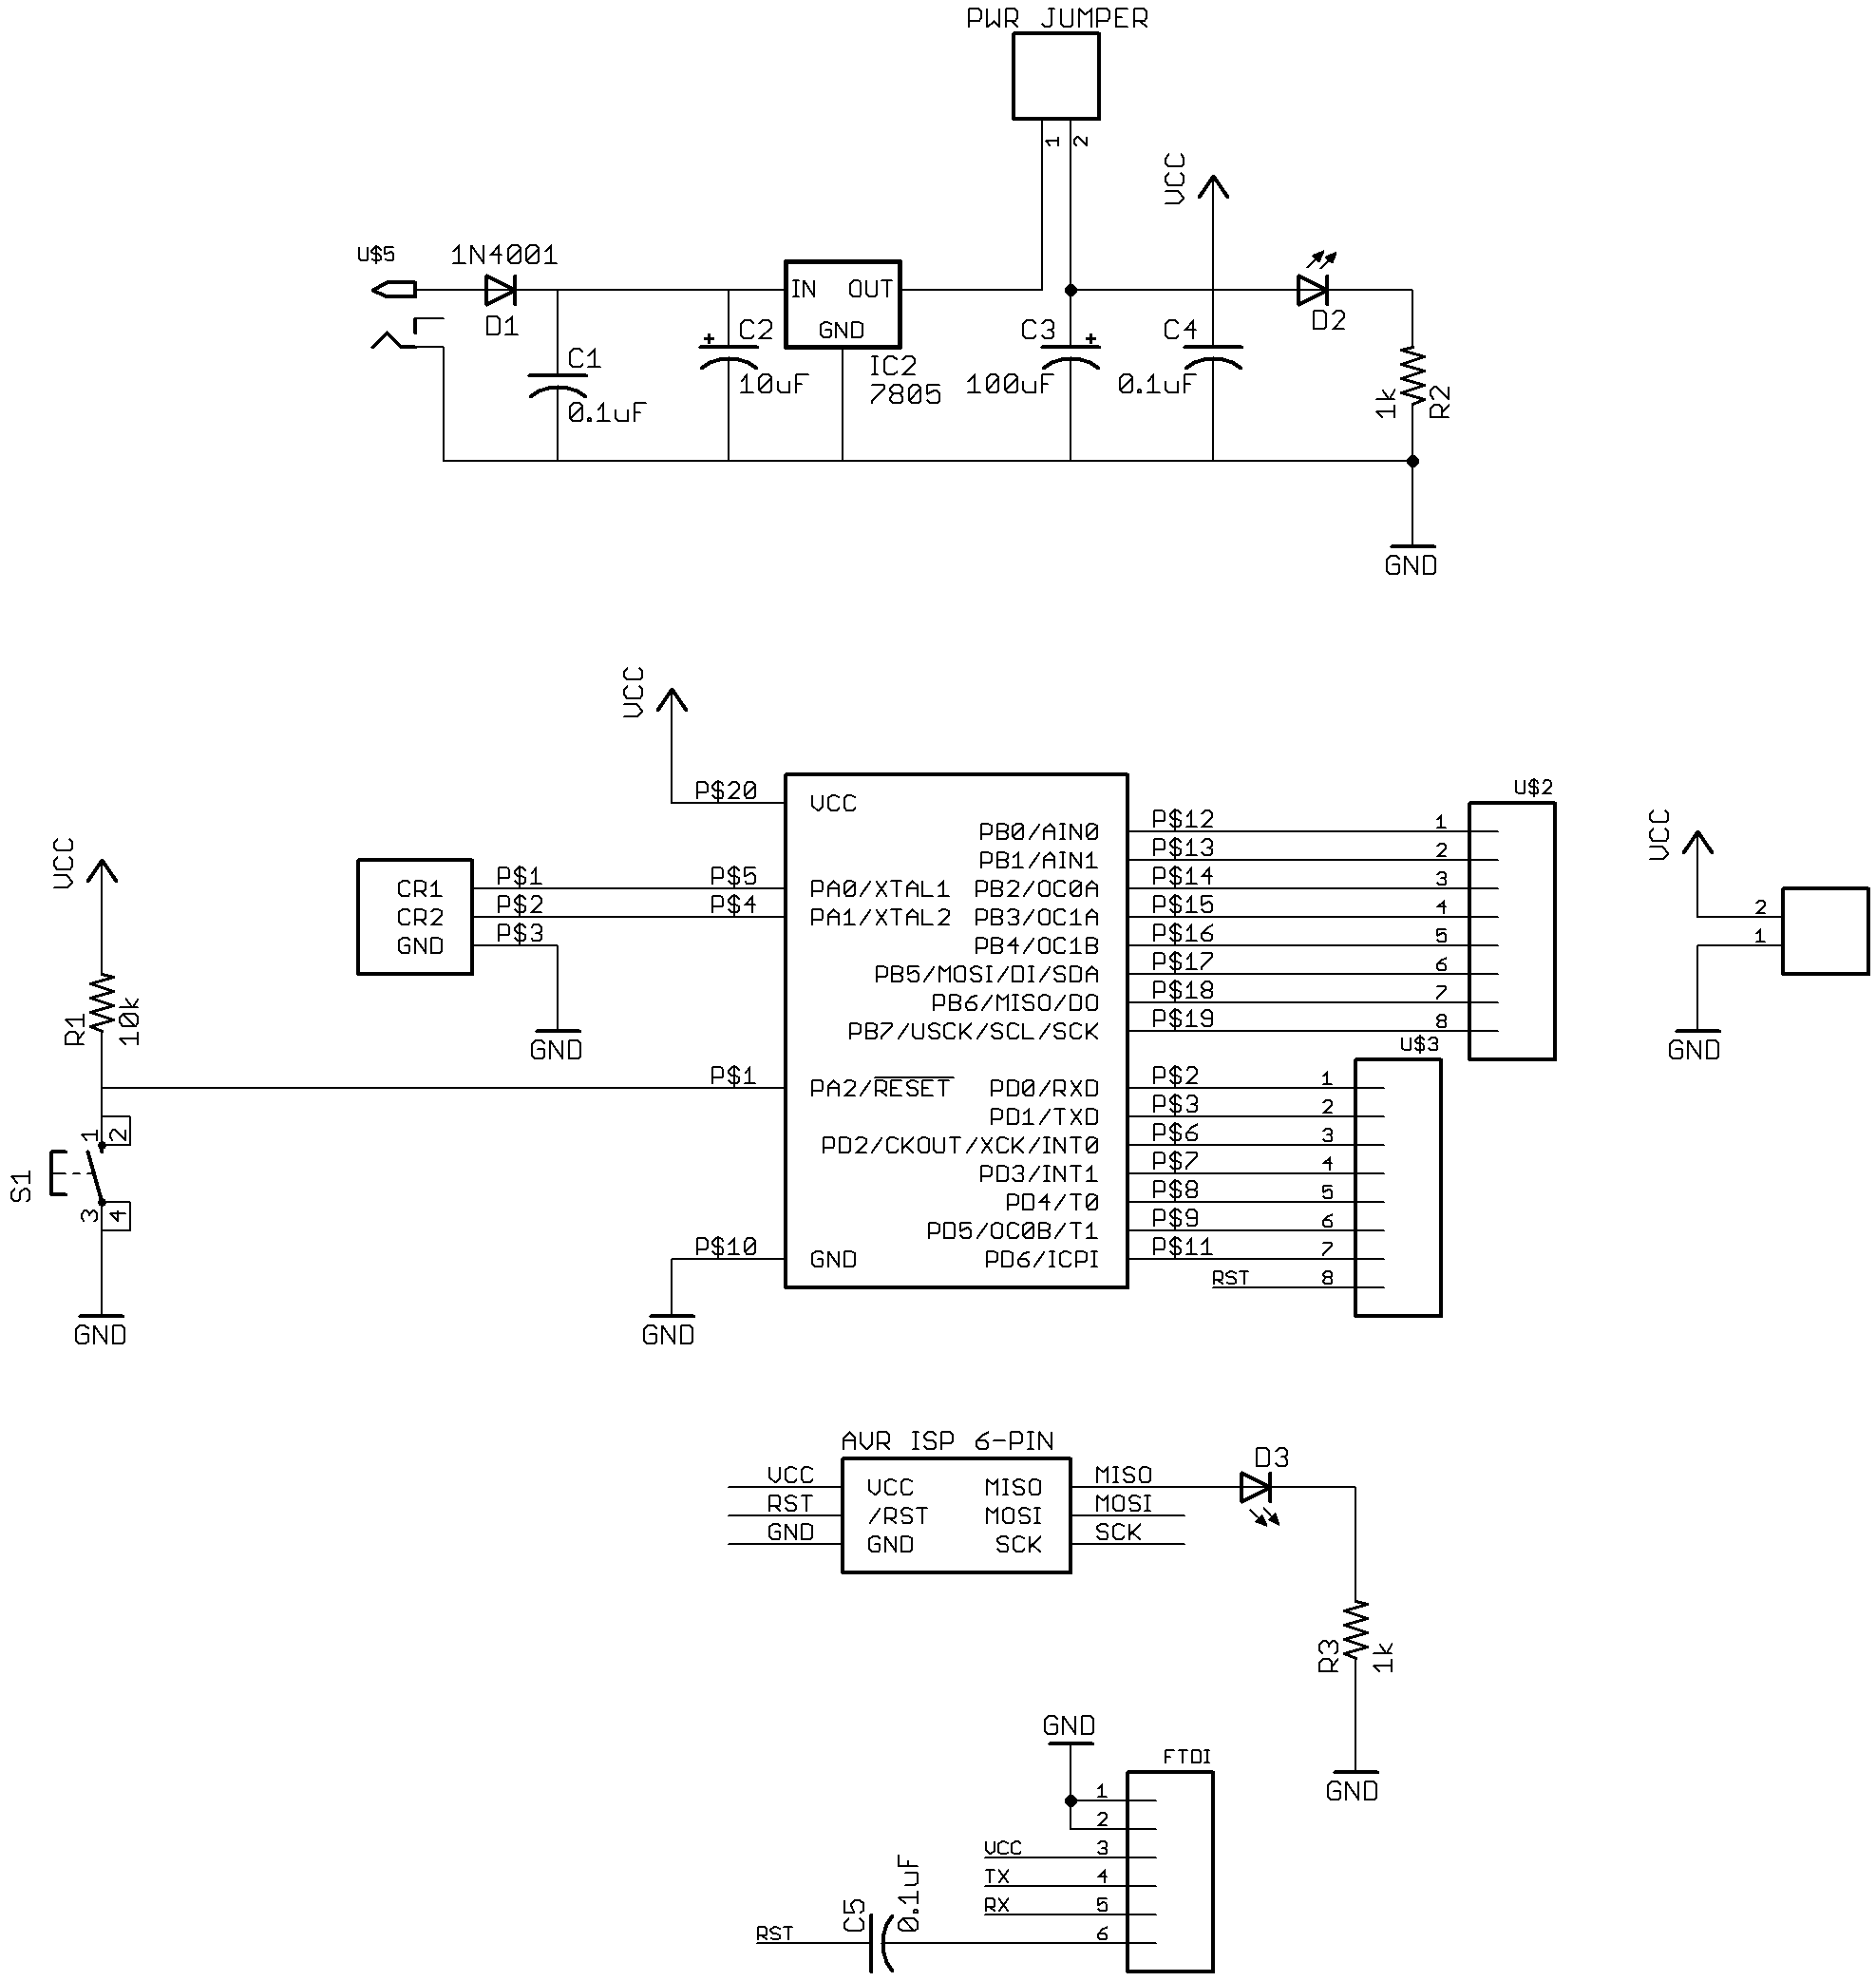 PWR JUMPER
1
2
VCC
U$5
1N4001
D1
IN OUT
GND
C1
0.1uF
C2
10uF
IC2
7805
C3
100uF
C4
0.1uF
D2
1k
R2
GND
VCC
P$20
VCC
CR1
CR2
GND
P$1
P$2
P$3
GND
P$5
P$4
PA0/XTAL1
PA1/XTAL2
PB0/AIN0
PB1/AIN1
PB2/OC0A
PB3/OC1A
PB4/OC1B
PB5/MOSI/DI/SDA
PB6/MISO/DO
PB7/USCK/SCL/SCK
P$12
P$13
P$14
P$15
P$16
P$17
P$18
P$19
U$2
1
2
3
4
5
6
7
8
VCC
2
1
GND
VCC
R1
10k
P$1
PA2/RESET
S1
1
2
3
4
GND
P$10
GND
GND
PD0/RXD
PD1/TXD
PD2/CKOUT/XCK/INT0
PD3/INT1
PD4/T0
PD5/OC0B/T1
PD6/ICPI
P$2
P$3
P$6
P$7
P$8
P$9
P$11
RST
U$3
1
2
3
4
5
6
7
8
AVR ISP 6-PIN
VCC
RST
GND
VCC
/RST
GND
MISO
MOSI
SCK
MISO
MOSI
SCK
D3
R3
1k
GND
GND
FTDI
1
2
VCC 3
TX 4
RX 5
6
RST
C5
0.1uF